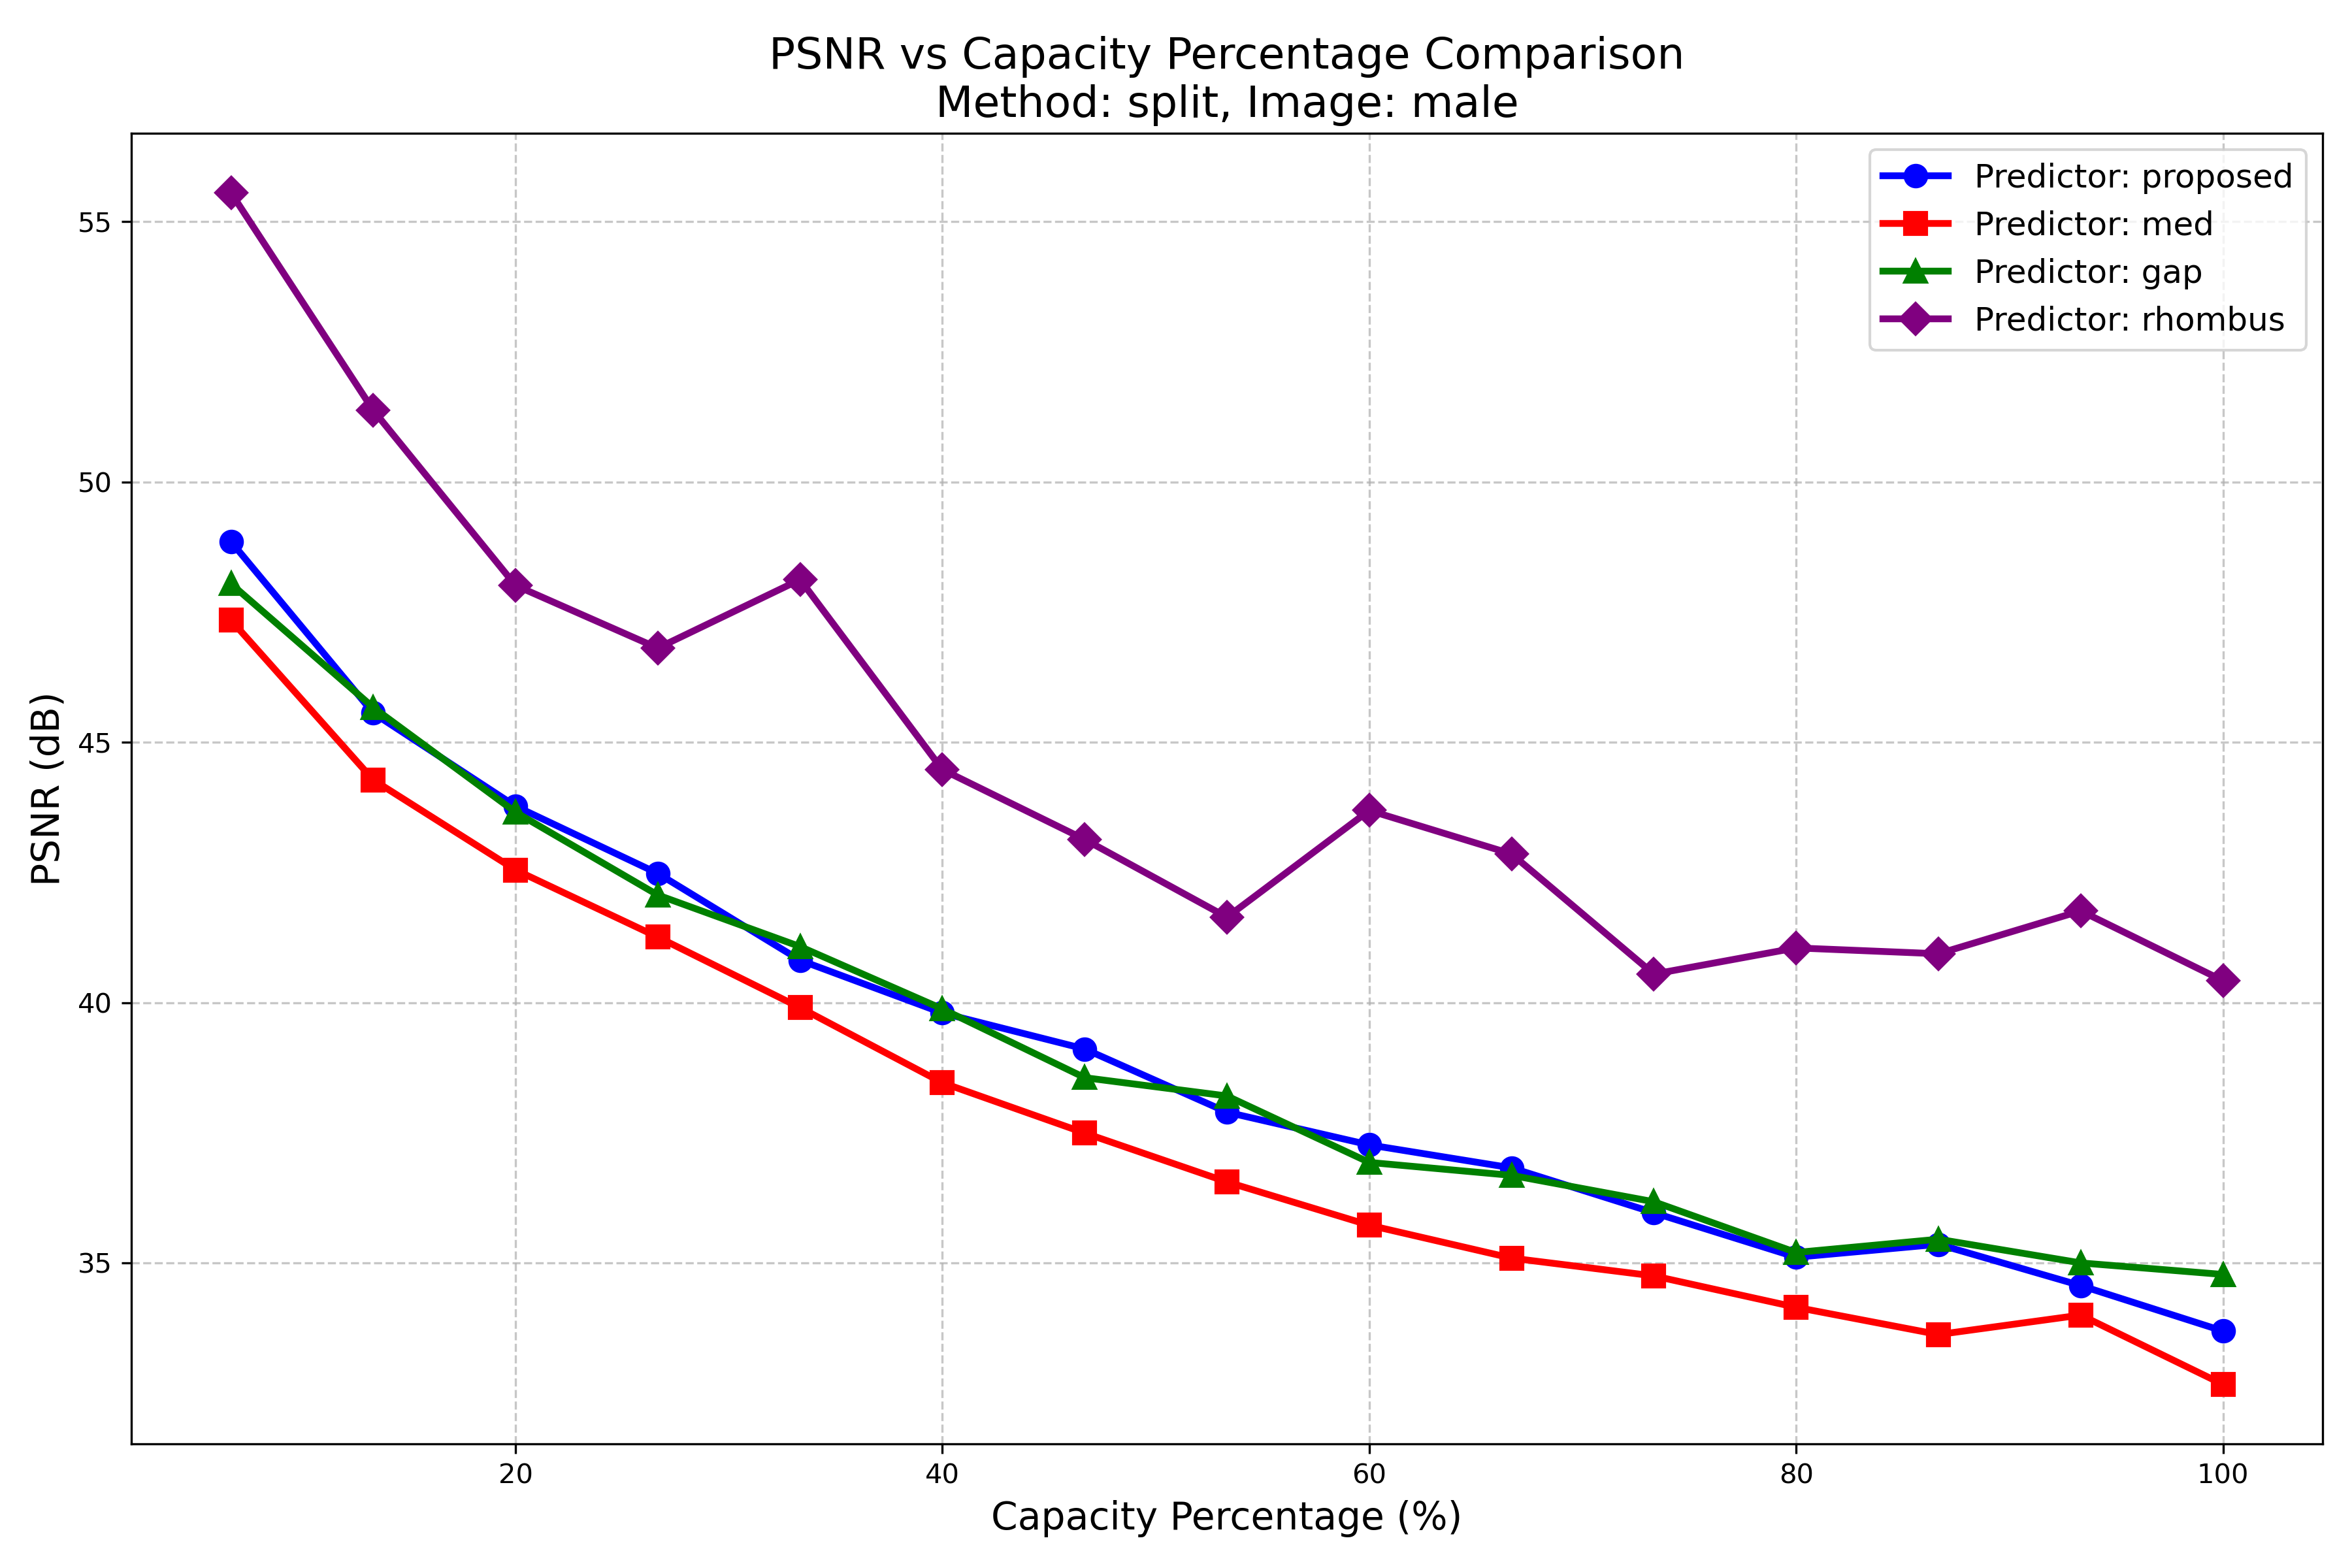 PSNR vs Capacity Percentage Comparison
Method: split, Image: male
Predictor: proposed
Predictor: med
Predictor: gap
Predictor: rhombus
PSNR (dB)
55
50
45
40
35
20 40 60 80 100
Capacity Percentage (%)